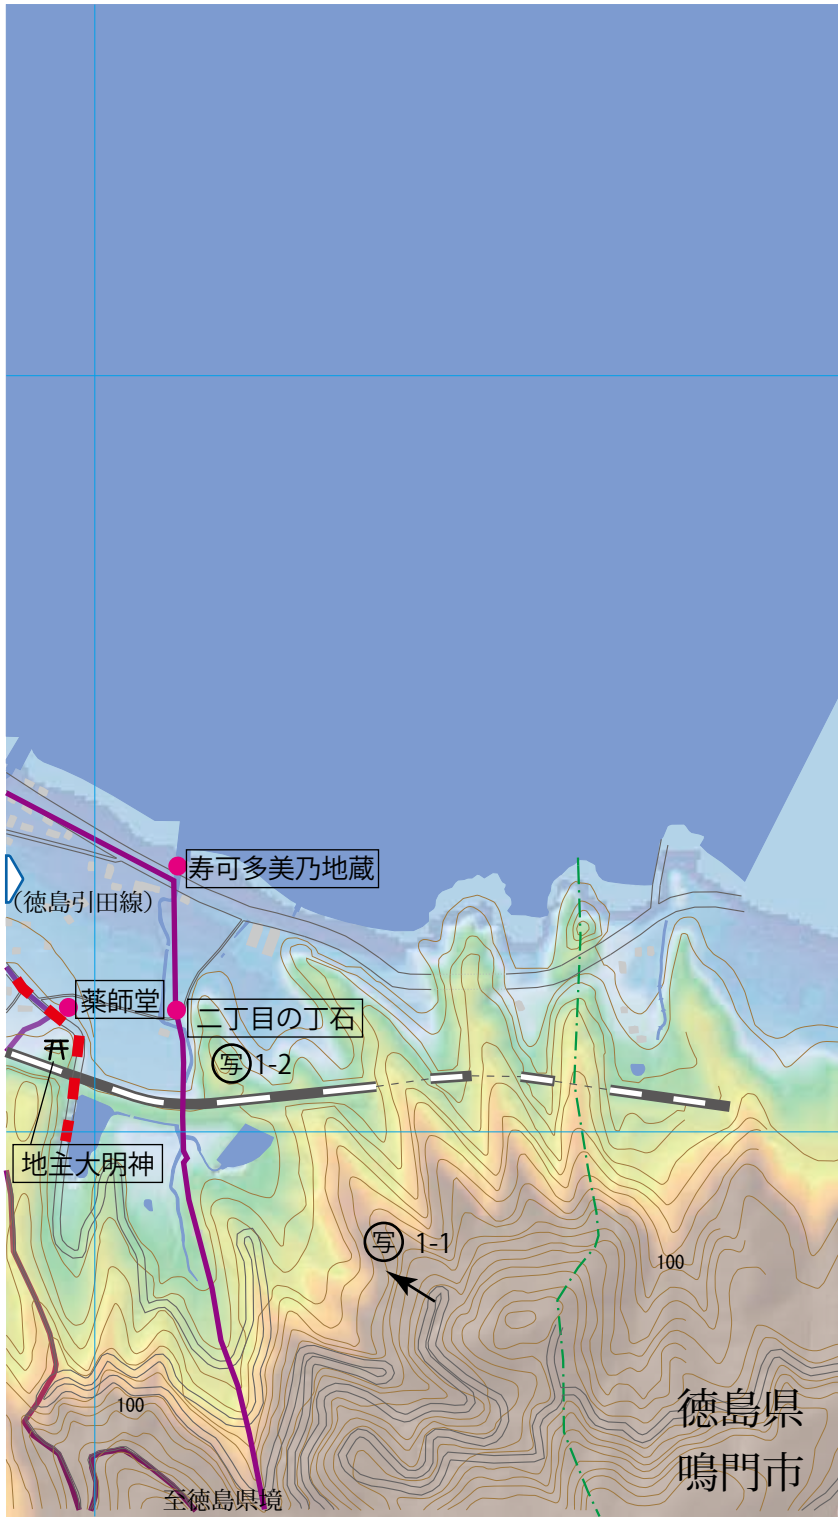 寿可多美乃地蔵
(徳島引田線)
薬師堂
二丁目の丁石
写 1-2
地主大明神
写 1-1
100
100
徳島県
鳴門市
至徳島県境